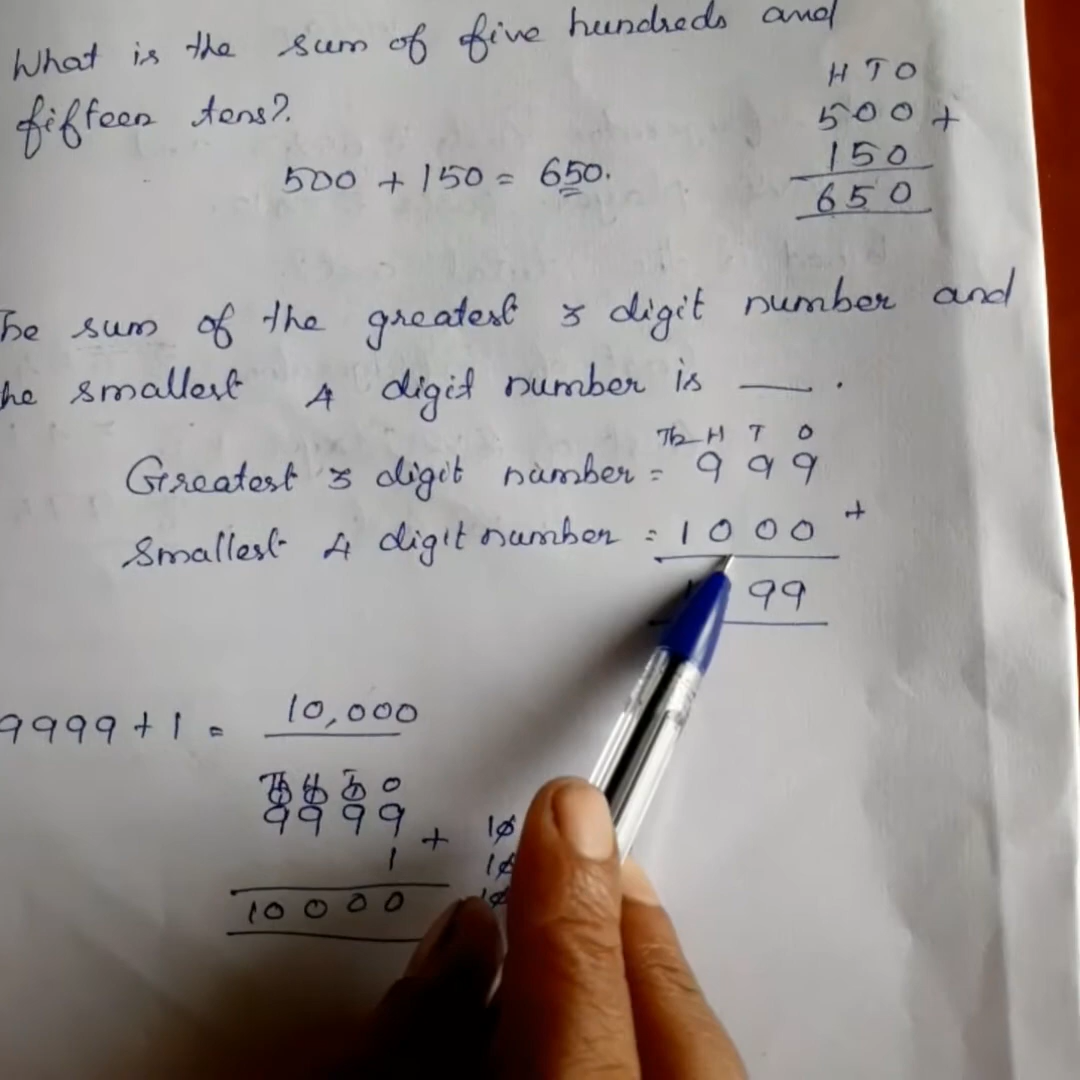 What is the sum of five hundreds and
fifteen tens?
H T O
500 +
150
650
500 + 150 = 650.
The sum of the greatest 3 digit number and
he smallest 4 digit number is ___ .
Th H T O
Greatest 3 digit number = 999
Smallest 4 digit number = 1000 +
99
9999 + 1 = 10,000
Th H T O
9999 +
1
10000